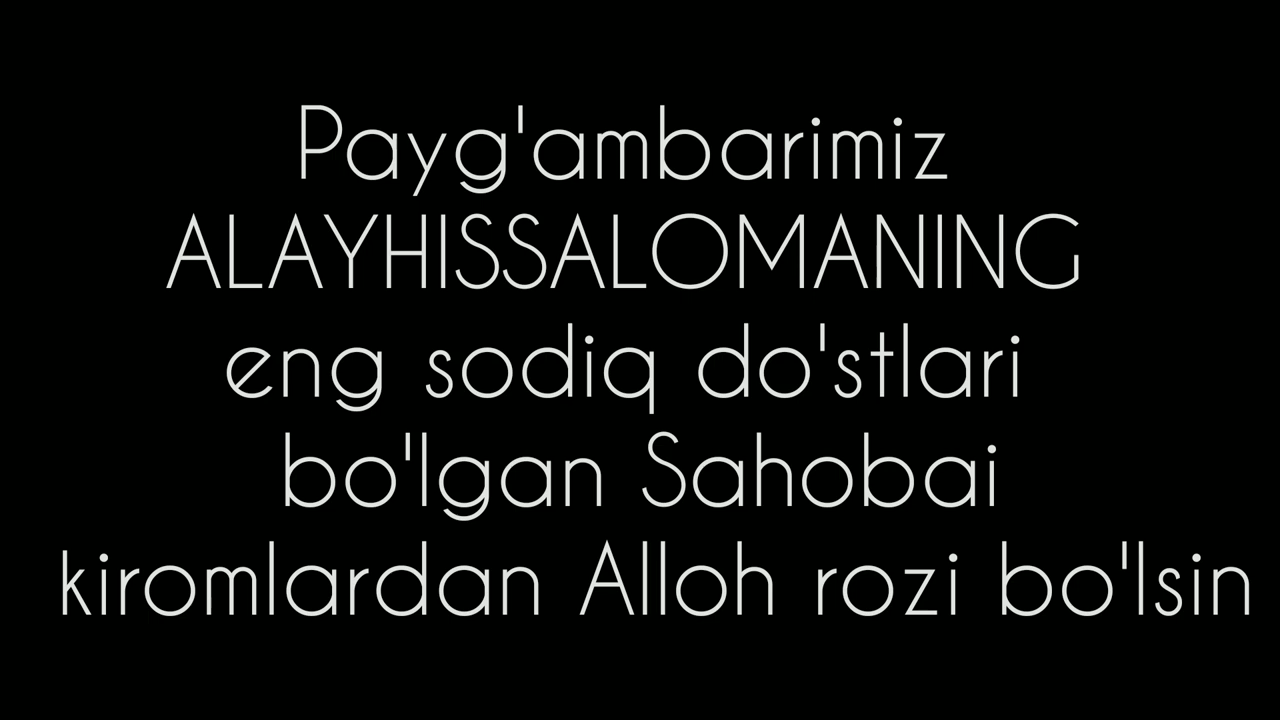 Payg'ambarimiz
ALAYHISSALOMANING
eng sodiq do'stlari
bo'lgan Sahobai
kiromlardan Alloh rozi bo'lsin